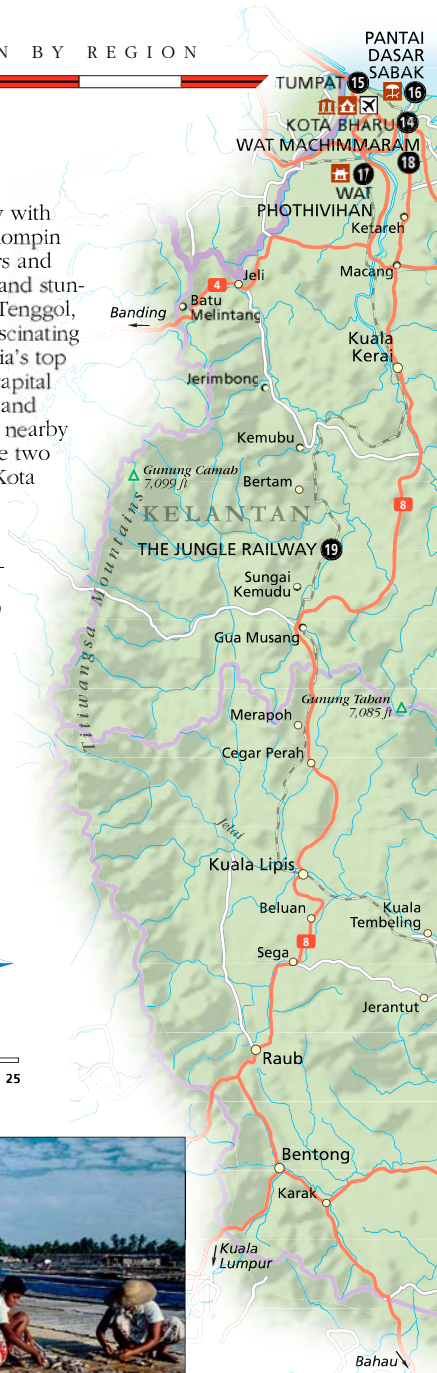 N BY REGION
y with
ompin
rs and
and stun-
Tenggol,
scinating
ia's top
capital
and
nearby
e two
Kota
PANTAI
DASAR
SABAK
16
TUMPAT 15
KOTA BHARU 14
WAT MACHIMMARAM
18
17
WAT
PHOTHIVIHAN
Ketareh
Macang
Jeli
4
Banding
Batu
Melintang
Kuala
Kerai
Jerimbong
Kemubu
Gunung Camah
7,099 ft
Bertam
KELANTAN
8
THE JUNGLE RAILWAY 19
Titiwangsa Mountains
Sungai
Kemudu
Gua Musang
Gunung Tahan
7,085 ft
Merapoh
Cegar Perah
Jelai
Kuala Lipis
Beluan
Kuala
Tembeling
8
Sega
Jerantut
Raub
25
Bentong
Karak
Kuala
Lumpur
Bahau